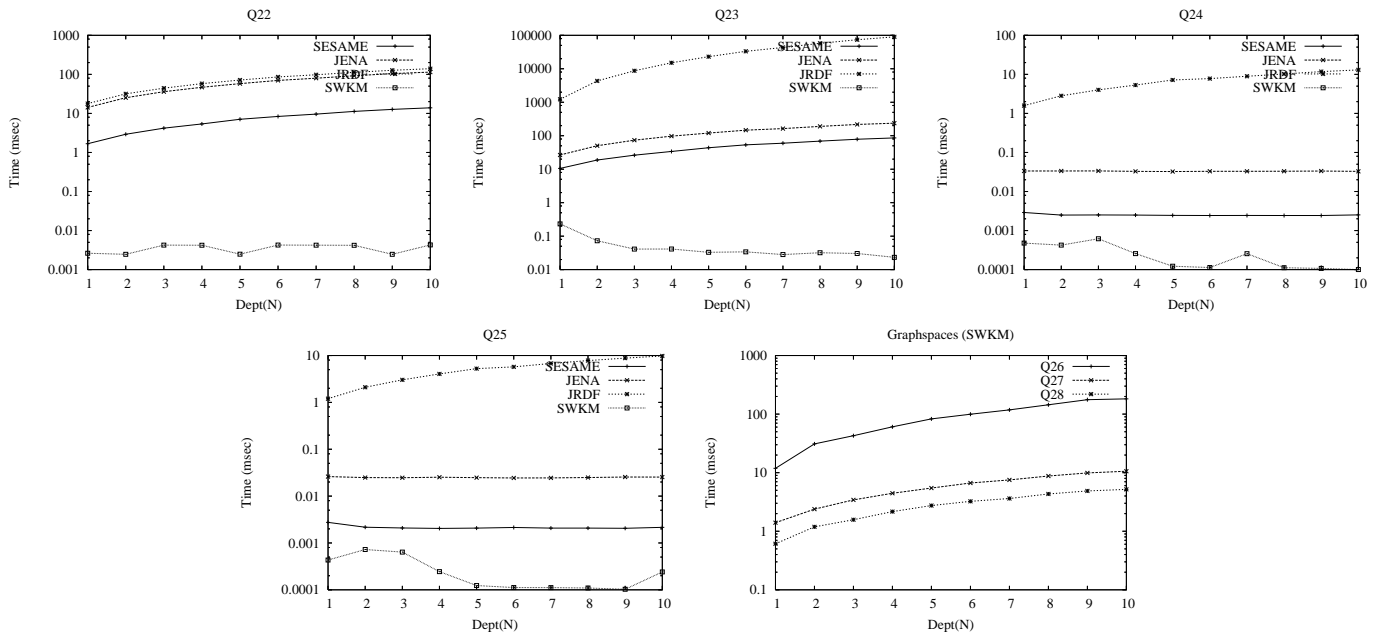 Q22
1000
100
10
1
0.1
0.01
0.001
Time (msec)
1 2 3 4 5 6 7 8 9 10
Dept(N)
SESAME
JENA
JRDF
SWKM
Q23
100000
10000
1000
100
10
1
0.1
0.01
Time (msec)
1 2 3 4 5 6 7 8 9 10
Dept(N)
SESAME
JENA
JRDF
SWKM
Q24
100
10
1
0.1
0.01
0.001
0.0001
Time (msec)
1 2 3 4 5 6 7 8 9 10
Dept(N)
SESAME
JENA
JRDF
SWKM
Q25
10
1
0.1
0.01
0.001
0.0001
Time (msec)
1 2 3 4 5 6 7 8 9 10
Dept(N)
SESAME
JENA
JRDF
SWKM
Graphspaces (SWKM)
1000
100
10
1
0.1
Time (msec)
1 2 3 4 5 6 7 8 9 10
Dept(N)
Q26
Q27
Q28